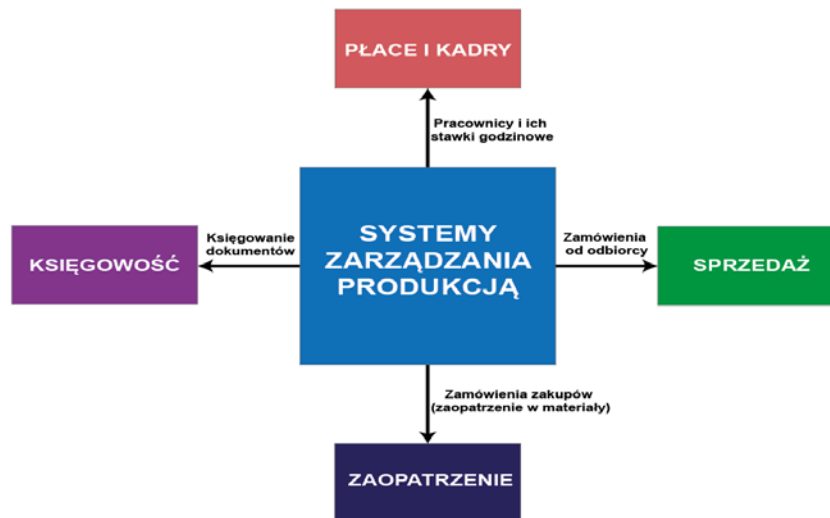 PŁACE I KADRY
Pracownicy i ich
stawki godzinowe
KSIĘGOWOŚĆ
Księgowanie
dokumentów
SYSTEMY
ZARZĄDZANIA
PRODUKCJĄ
Zamówienia
od odbiorcy
SPRZEDAŻ
Zamówienia zakupów
(zaopatrzenie w materiały)
ZAOPATRZENIE